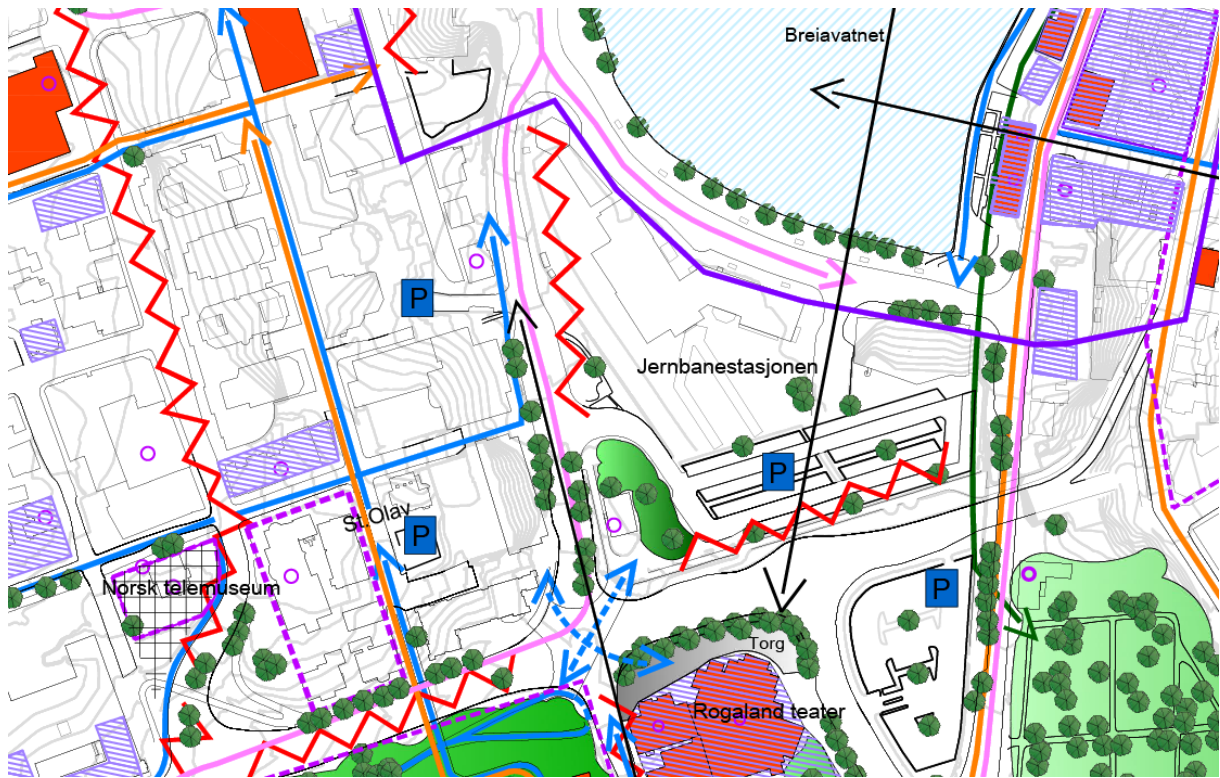 Breiavatnet
P
Jernbanestasjonen
P
St.Olav
P
Norsk telemuseum
P
Torg
Rogaland teater